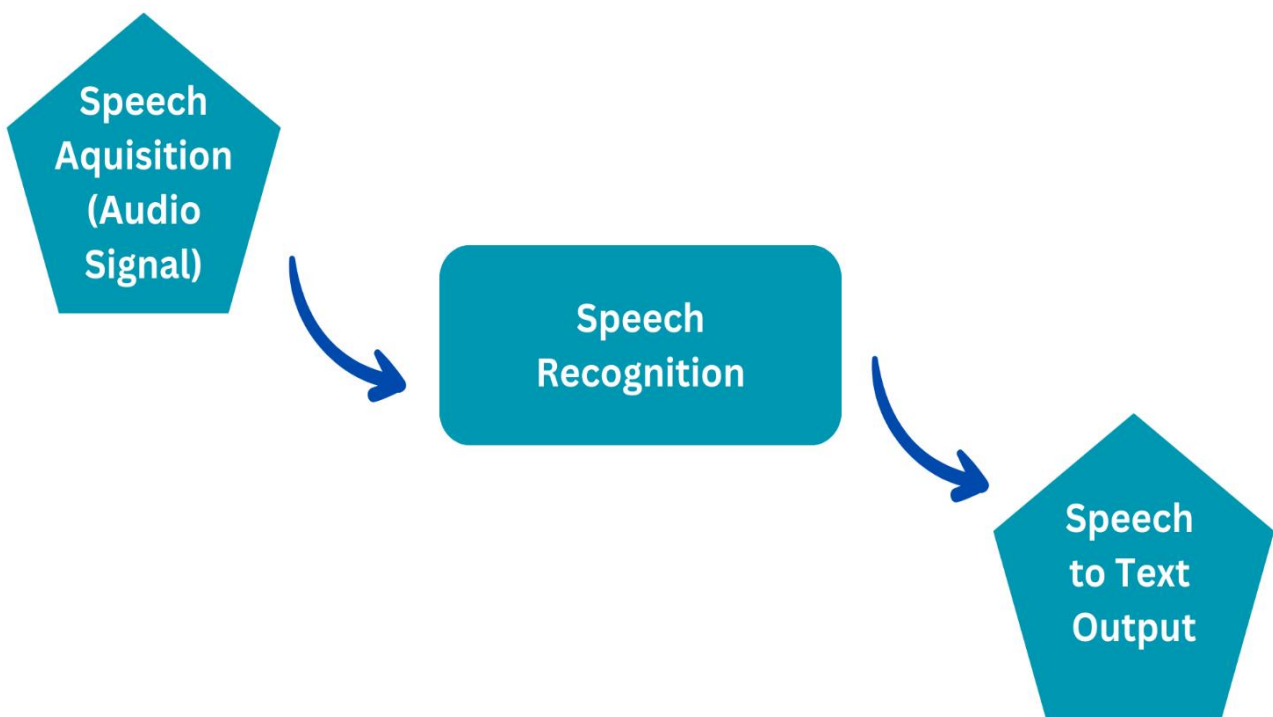 Speech
Aquisition
(Audio
Signal)
Speech
Recognition
Speech
to Text
Output